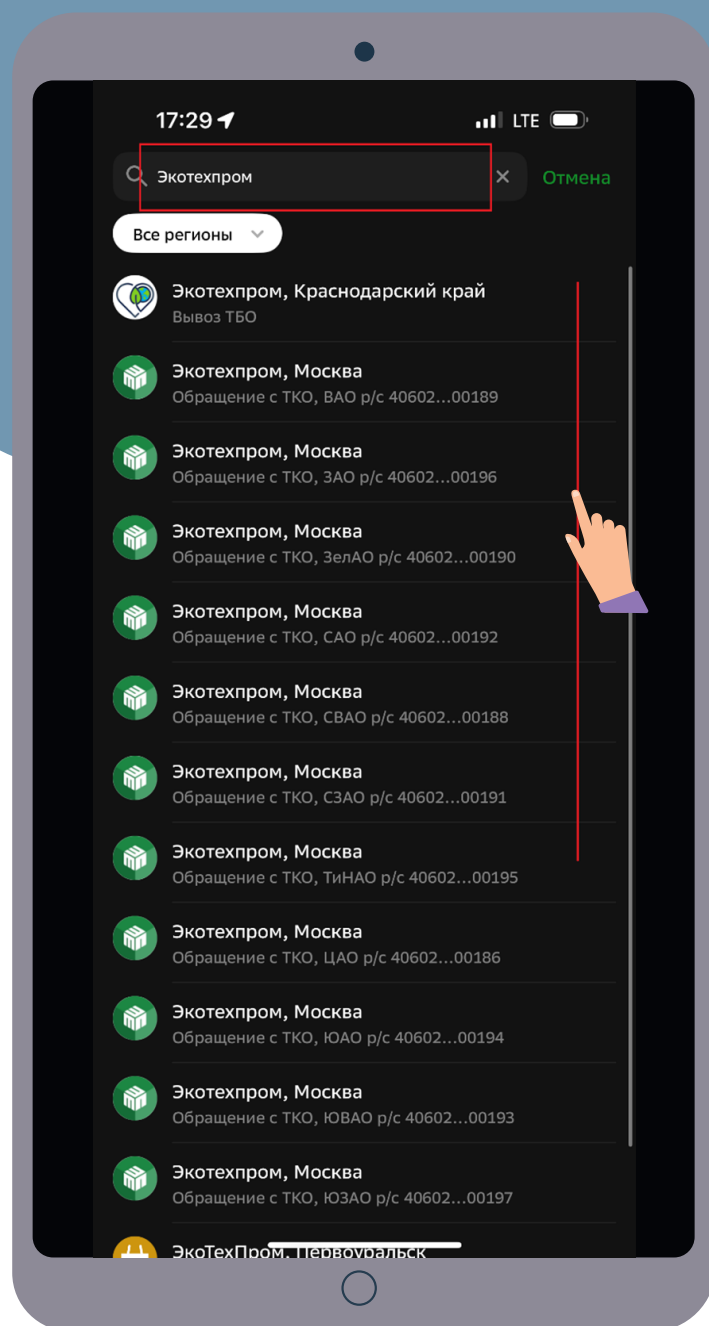 17:29
LTE
Экотехпром
Отмена
Все регионы
Экотехпром, Краснодарский край
Вывоз ТБО
Экотехпром, Москва
Обращение с ТКО, ВАО р/с 40602...00189
Экотехпром, Москва
Обращение с ТКО, ЗАО р/с 40602...00196
Экотехпром, Москва
Обращение с ТКО, ЗелАО р/с 40602...00190
Экотехпром, Москва
Обращение с ТКО, САО р/с 40602...00192
Экотехпром, Москва
Обращение с ТКО, СВАО р/с 40602...00188
Экотехпром, Москва
Обращение с ТКО, СЗАО р/с 40602...00191
Экотехпром, Москва
Обращение с ТКО, ТиНАО р/с 40602...00195
Экотехпром, Москва
Обращение с ТКО, ЦАО р/с 40602...00186
Экотехпром, Москва
Обращение с ТКО, ЮАО р/с 40602...00194
Экотехпром, Москва
Обращение с ТКО, ЮВАО р/с 40602...00193
Экотехпром, Москва
Обращение с ТКО, ЮЗАО р/с 40602...00197
ЭкоТехПром, Первоуральск